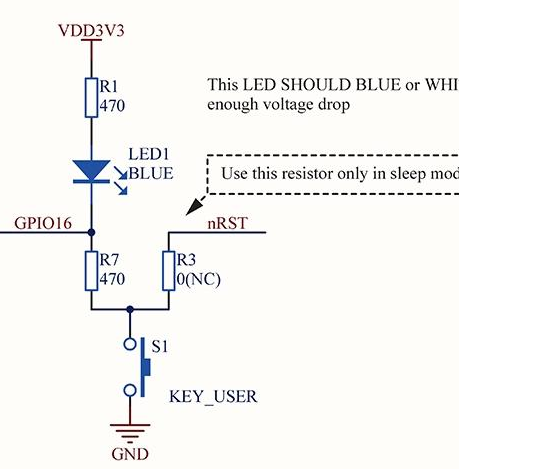 VDD3V3
R1
470
This LED SHOULD BLUE or WHI
enough voltage drop
LED1
BLUE
Use this resistor only in sleep mod
GPIO16
nRST
R7
470
R3
0(NC)
S1
KEY_USER
GND